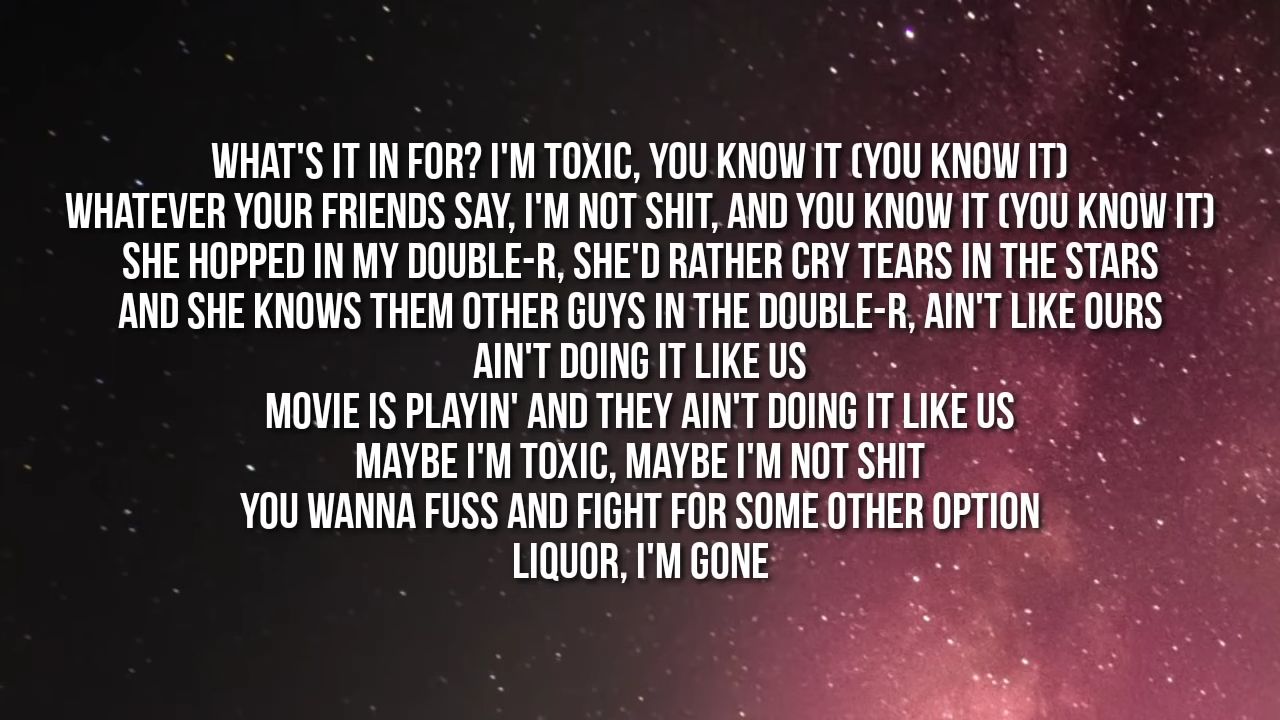 WHAT'S IT IN FOR? I'M TOXIC, YOU KNOW IT (YOU KNOW IT)
WHATEVER YOUR FRIENDS SAY, I'M NOT SHIT, AND YOU KNOW IT (YOU KNOW IT)
SHE HOPPED IN MY DOUBLE-R, SHE'D RATHER CRY TEARS IN THE STARS
AND SHE KNOWS THEM OTHER GUYS IN THE DOUBLE-R, AIN'T LIKE OURS
AIN'T DOING IT LIKE US
MOVIE IS PLAYIN' AND THEY AIN'T DOING IT LIKE US
MAYBE I'M TOXIC, MAYBE I'M NOT SHIT
YOU WANNA FUSS AND FIGHT FOR SOME OTHER OPTION
LIQUOR, I'M GONE